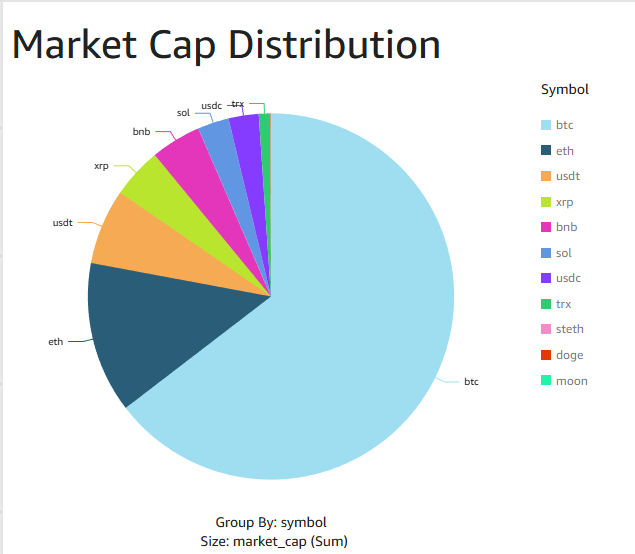 Market Cap Distribution
Symbol
btc
eth
usdt
xrp
bnb
sol
usdc
trx
steth
doge
moon
trx
usdc
sol
bnb
xrp
usdt
eth
btc
Group By: symbol
Size: market_cap (Sum)